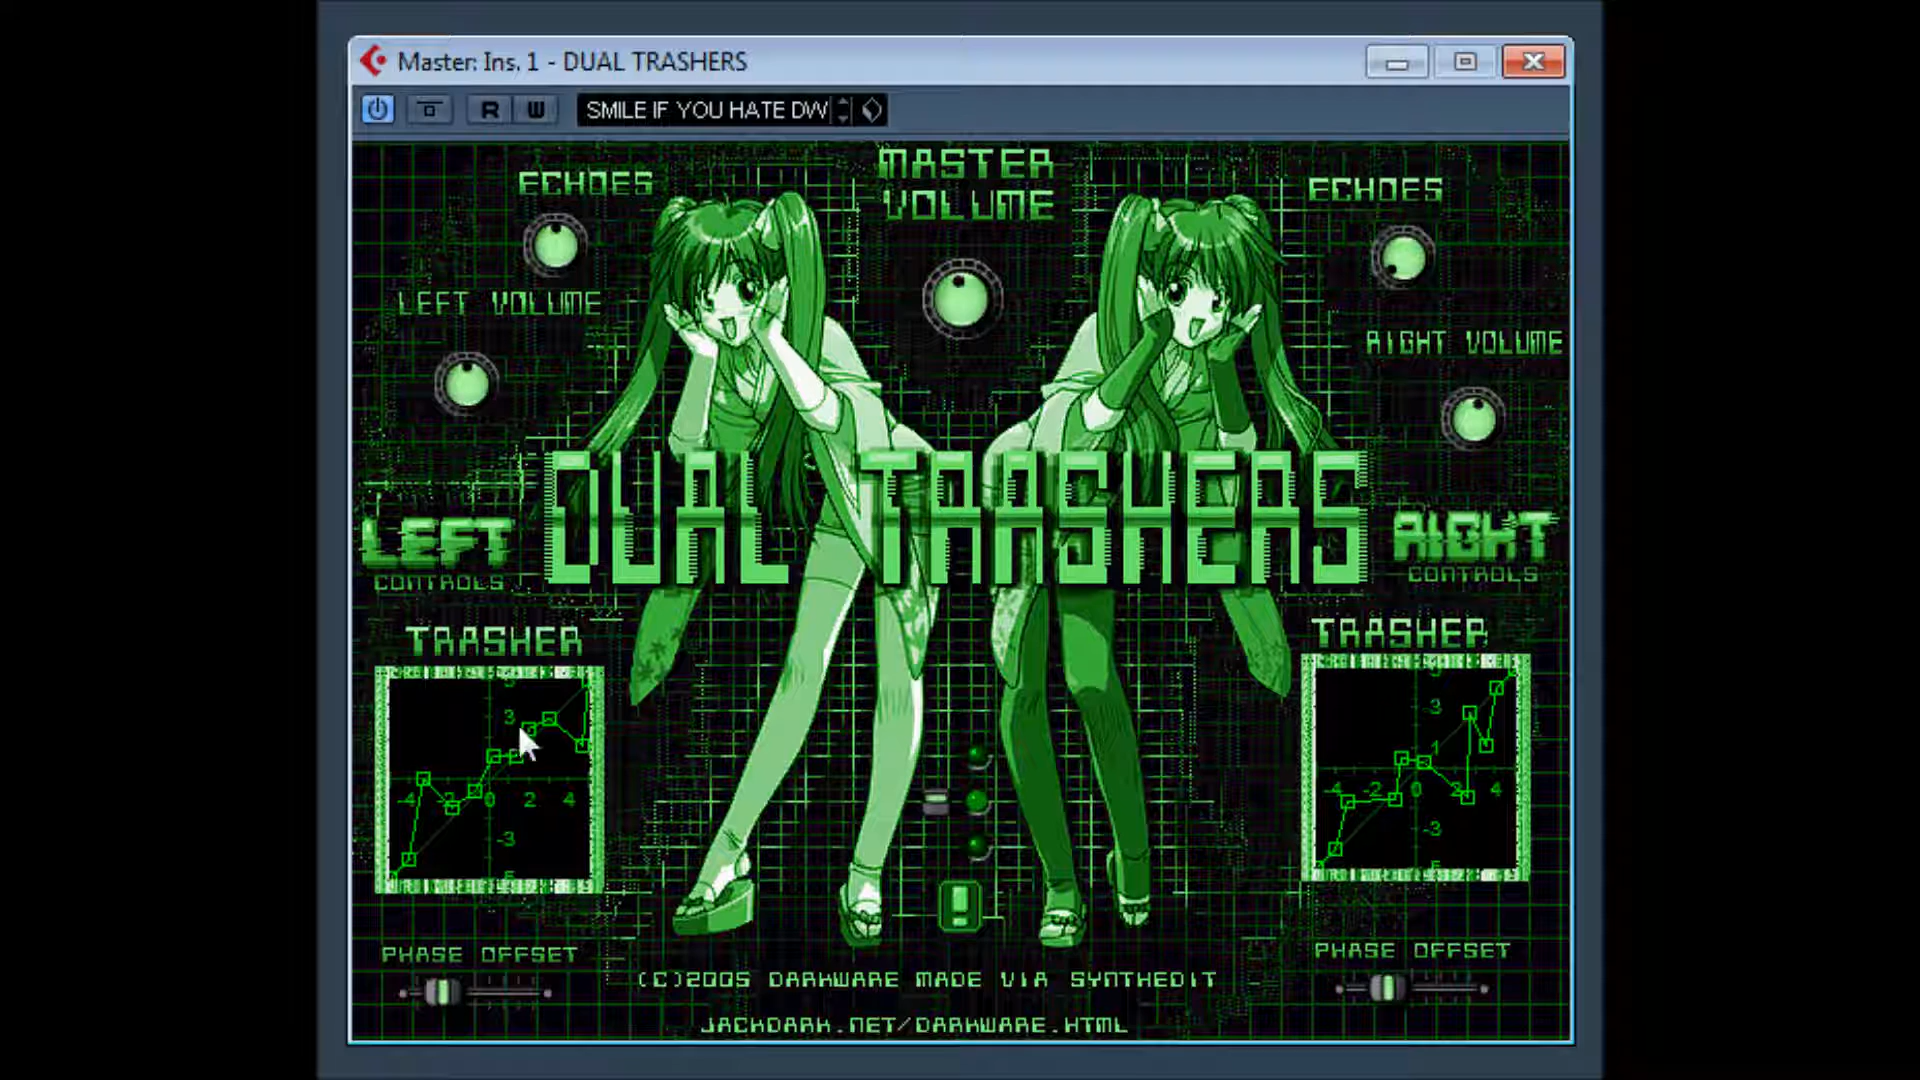 Master: Ins. 1 - DUAL TRASHERS
R W SMILE IF YOU HATE DW
MASTER
VOLUME
ECHOES
ECHOES
LEFT VOLUME
RIGHT VOLUME
DUAL TRASHERS
LEFT
CONTROLS
RIGHT
CONTROLS
TRASHER
5
3
-4 -2 0 2 4
-3
TRASHER
3
1
-4 -2 0 2 4
-3
PHASE OFFSET
PHASE OFFSET
(C)2005 DARKWARE MADE VIA SYNTHEDIT
JACKDARK.NET/DARKWARE.HTML